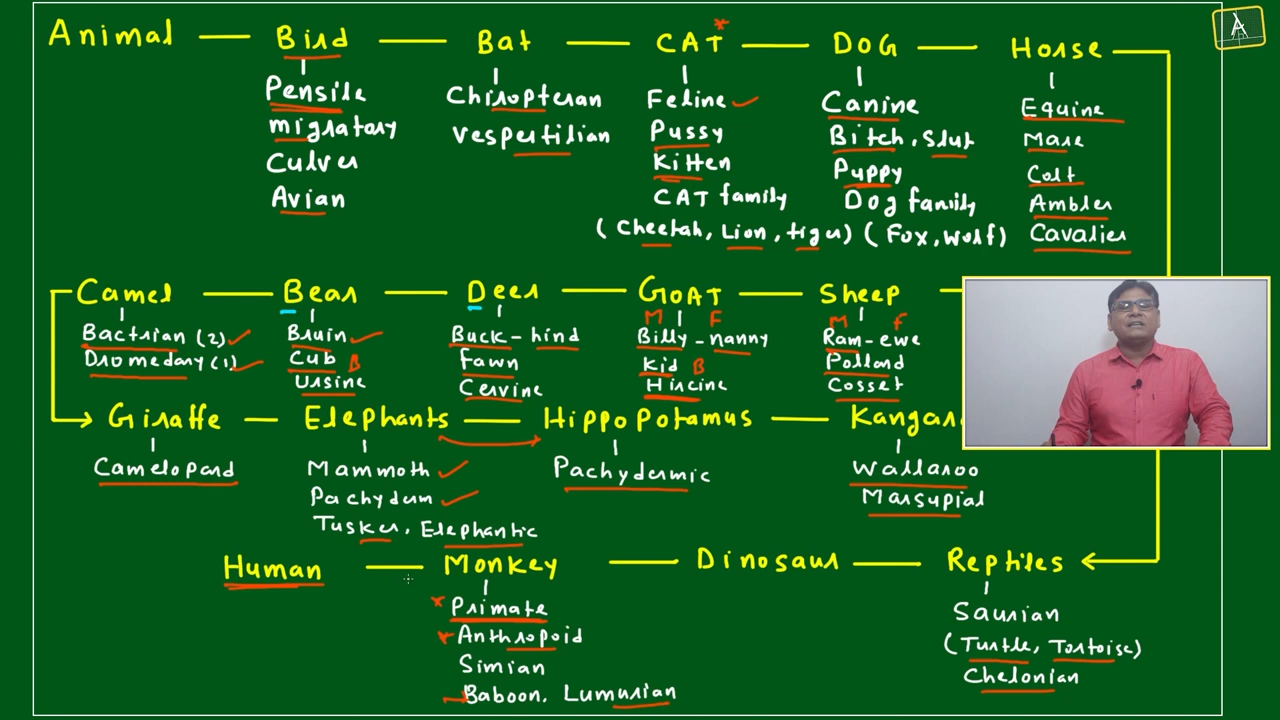 Animal — Bird — Bat — CAT* — DOG — Horse
A
Pensile
migratory
Culver
Avian
Chiropteran
Vespertilian
Feline ✓
Pussy
Kitten
CAT family
(Cheetah, Lion, tiger)
Canine
Bitch, Slut
Puppy
Dog family
(Fox, Wolf)
Equine
Mare
Colt
Ambler
Cavalier
Camel — Bear — Deer — GOAT — Sheep
Bactrian (2) ✓
Dromedary (1) ✓
Bruin ✓
Cub B
Ursine
Buck - hind
Fawn
Cervine
M F
Billy - nanny
Kid B
Hircine
M F
Ram - ewe
Pollard
Cosset
Giraffe — Elephants — Hippopotamus — Kangar
Camelopard
Mammoth ✓
Pachyderm ✓
Tusker, Elephantic
Pachydermic
Wallaroo
Marsupial
Human — Monkey — Dinosaur — Reptiles
* Primate
* Anthropoid
Simian
Baboon, Lumurian
Saurian
(Turtle, Tortoise)
Chelonian